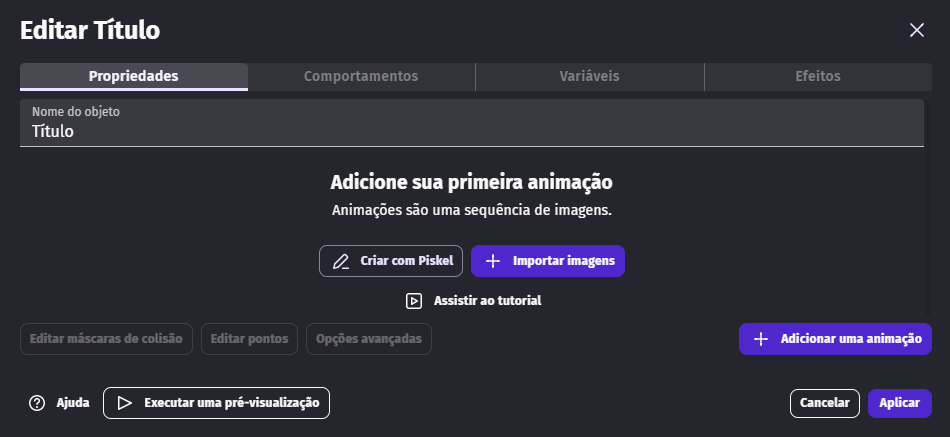 Editar Título
Propriedades
Comportamentos
Variáveis
Efeitos
Nome do objeto
Título
Adicione sua primeira animação
Animações são uma sequência de imagens.
Criar com Piskel
Importar imagens
Assistir ao tutorial
Editar máscaras de colisão
Editar pontos
Opções avançadas
Adicionar uma animação
Ajuda
Executar uma pré-visualização
Cancelar
Aplicar